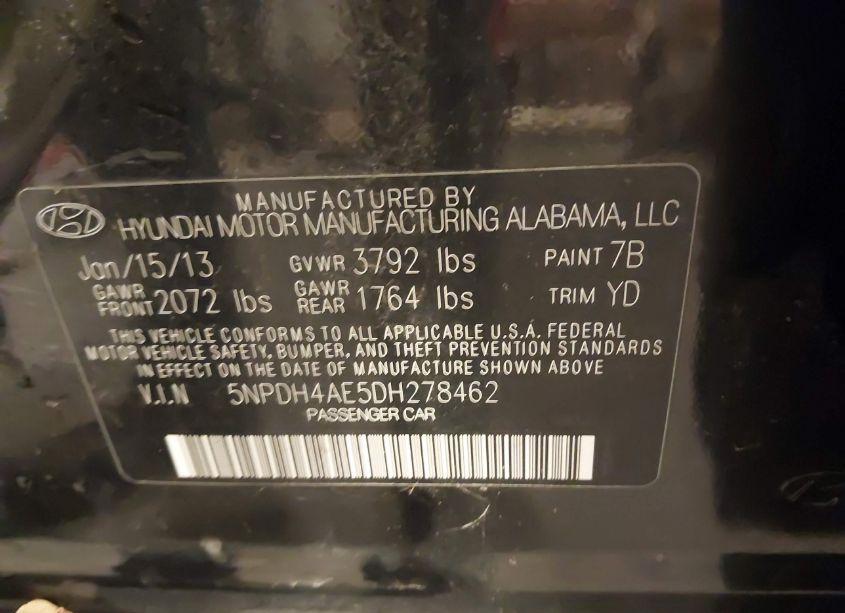 MANUFACTURED BY
HYUNDAI MOTOR MANUFACTURING ALABAMA, LLC
Jan/15/13 GVWR 3792 lbs PAINT 7B
GAWR FRONT 2072 lbs GAWR REAR 1764 lbs TRIM YD
THIS VEHICLE CONFORMS TO ALL APPLICABLE U.S.A. FEDERAL
MOTOR VEHICLE SAFETY, BUMPER, AND THEFT PREVENTION STANDARDS
IN EFFECT ON THE DATE OF MANUFACTURE SHOWN ABOVE
V.I.N 5NPDH4AE5DH278462
PASSENGER CAR